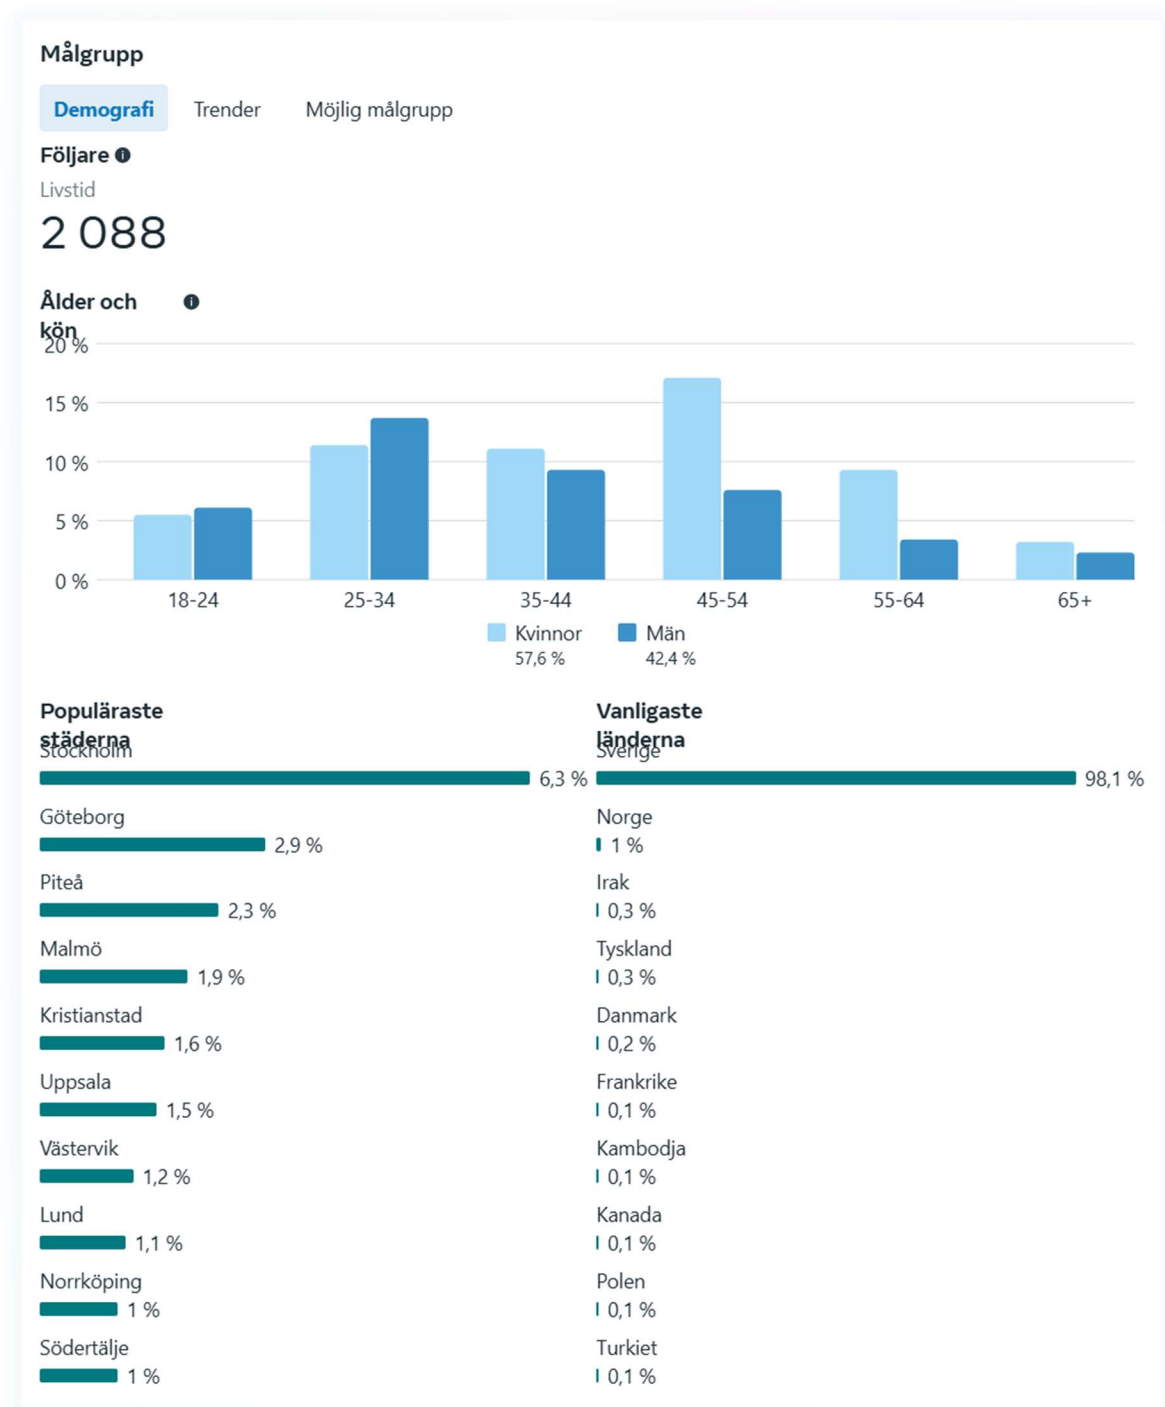 Målgrupp
Demografi Trender Möjlig målgrupp
Följare
Livstid
2 088
Ålder och
kön
20 %
15 %
10 %
5 %
0 %
18-24 25-34 35-44 45-54 55-64 65+
Kvinnor Män
57,6 % 42,4 %
Populäraste
städerna
Stockholm
6,3 %
Göteborg
2,9 %
Piteå
2,3 %
Malmö
1,9 %
Kristianstad
1,6 %
Uppsala
1,5 %
Västervik
1,2 %
Lund
1,1 %
Norrköping
1 %
Södertälje
1 %
Vanligaste
länderna
Sverige
98,1 %
Norge
1 %
Irak
0,3 %
Tyskland
0,3 %
Danmark
0,2 %
Frankrike
0,1 %
Kambodja
0,1 %
Kanada
0,1 %
Polen
0,1 %
Turkiet
0,1 %